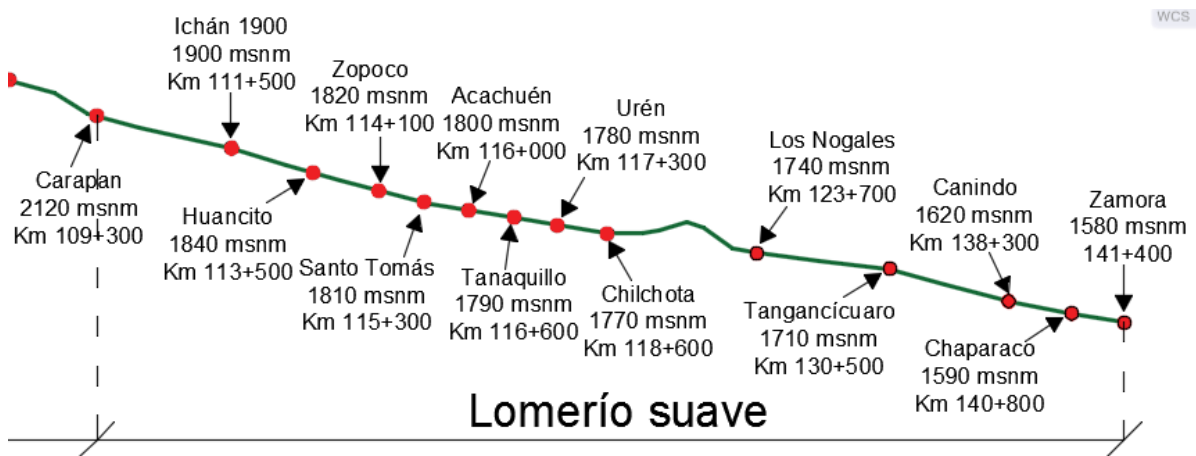 WCS
Ichán 1900
1900 msnm
Km 111+500
Zopoco
1820 msnm
Km 114+100
Acachuén
1800 msnm
Km 116+000
Urén
1780 msnm
Km 117+300
Los Nogales
1740 msnm
Km 123+700
Canindo
1620 msnm
Km 138+300
Zamora
1580 msnm
141+400
Carapan
2120 msnm
Km 109+300
Huancito
1840 msnm
Km 113+500
Santo Tomás
1810 msnm
Km 115+300
Tanaquillo
1790 msnm
Km 116+600
Chilchota
1770 msnm
Km 118+600
Tangancícuaro
1710 msnm
Km 130+500
Chaparaco
1590 msnm
Km 140+800
Lomerío suave